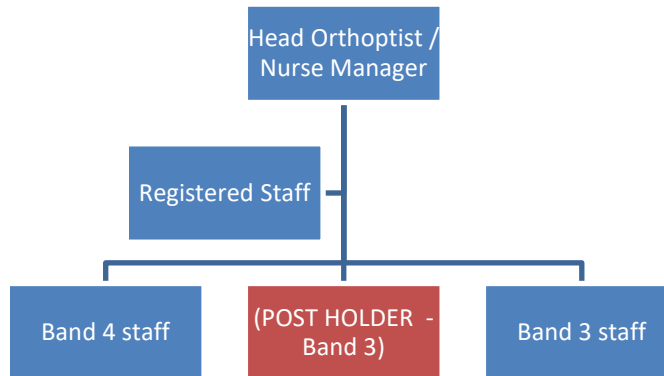 Head Orthoptist /
Nurse Manager
Registered Staff
Band 4 staff
(POST HOLDER -
Band 3)
Band 3 staff